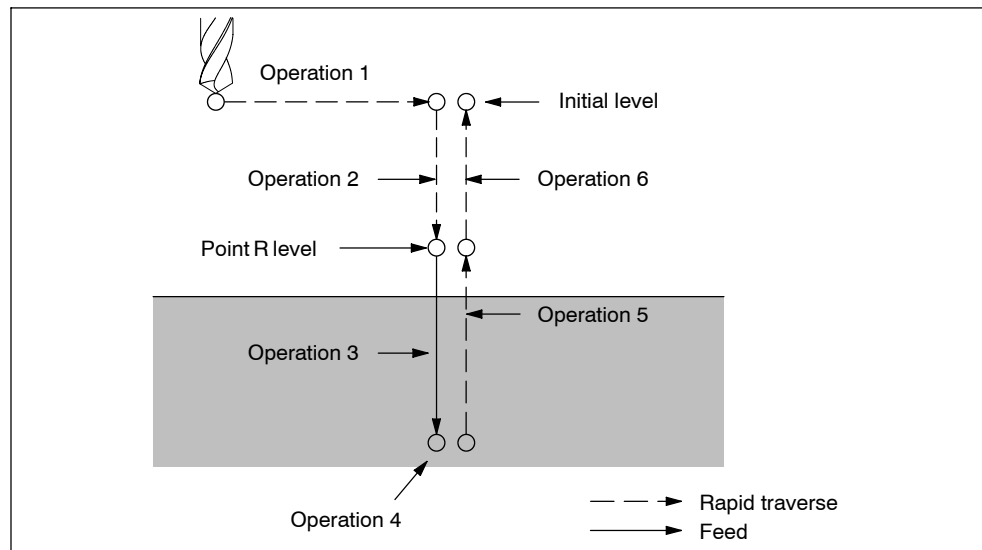 Operation 1
Initial level
Operation 2
Operation 6
Point R level
Operation 5
Operation 3
Operation 4
Rapid traverse
Feed